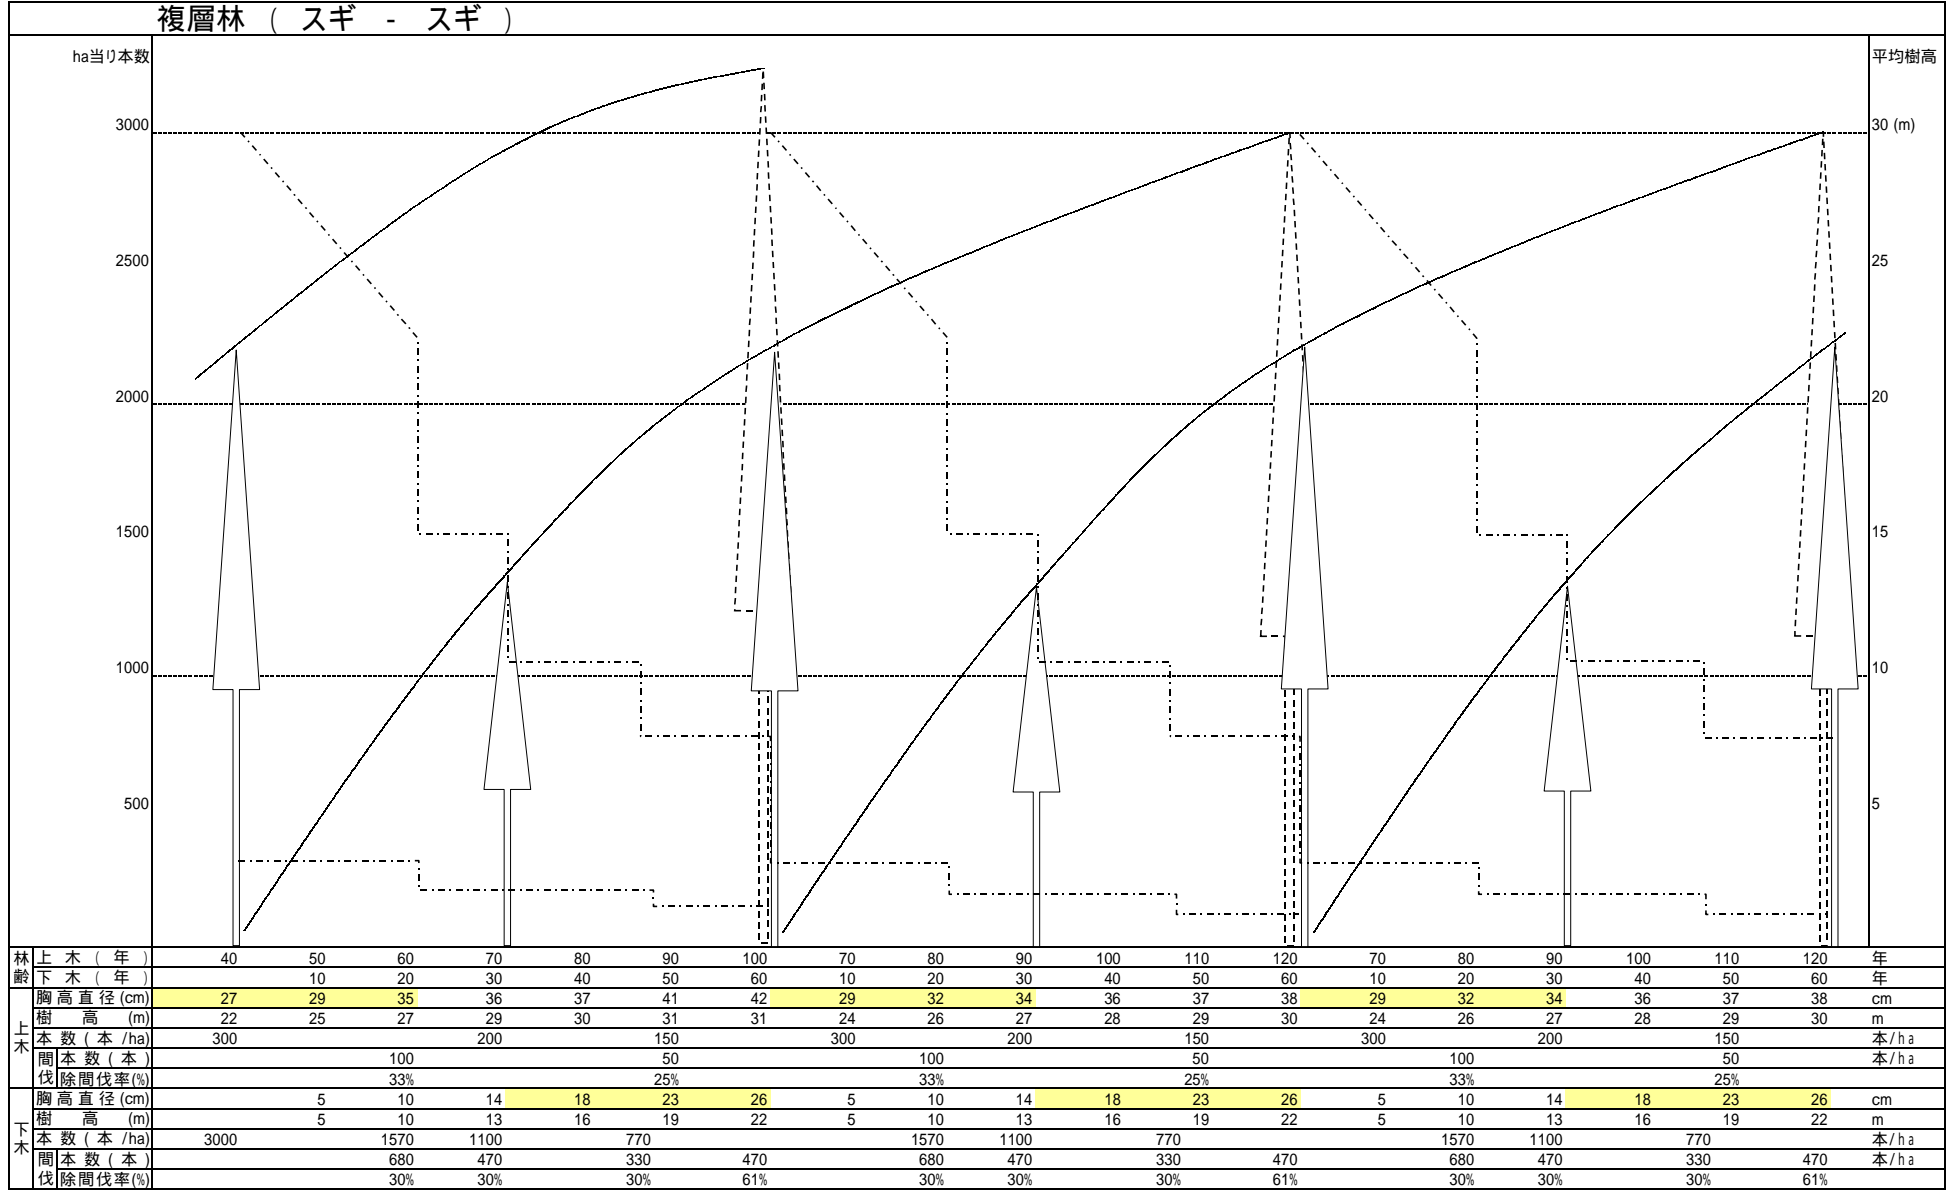 複層林 ( スギ - スギ )
ha当り本数 平均樹高
3000 30 (m)
2500 25
2000 20
1500 15
1000 10
500 5
林齢 上木(年) 40 50 60 70 80 90 100 70 80 90 100 110 120 70 80 90 100 110 120 年
下木(年) 10 20 30 40 50 60 10 20 30 40 50 60 10 20 30 40 50 60 年
上木 胸高直径(cm) 27 29 35 36 37 41 42 29 32 34 36 37 38 29 32 34 36 37 38 cm
樹高 (m) 22 25 27 29 30 31 31 24 26 27 28 29 30 24 26 27 28 29 30 m
本数(本/ha) 300 200 150 300 200 150 300 200 150 本/ha
間伐 本数(本) 100 50 100 50 100 50 本/ha
除間伐率(%) 33% 25% 33% 25% 33% 25%
下木 胸高直径(cm) 5 10 14 18 23 26 5 10 14 18 23 26 5 10 14 18 23 26 cm
樹高 (m) 5 10 13 16 19 22 5 10 13 16 19 22 5 10 13 16 19 22 m
本数(本/ha) 3000 1570 1100 770 1570 1100 770 1570 1100 770 本/ha
間伐 本数(本) 680 470 330 470 680 470 330 470 680 470 330 470 本/ha
除間伐率(%) 30% 30% 30% 61% 30% 30% 30% 61% 30% 30% 30% 61%